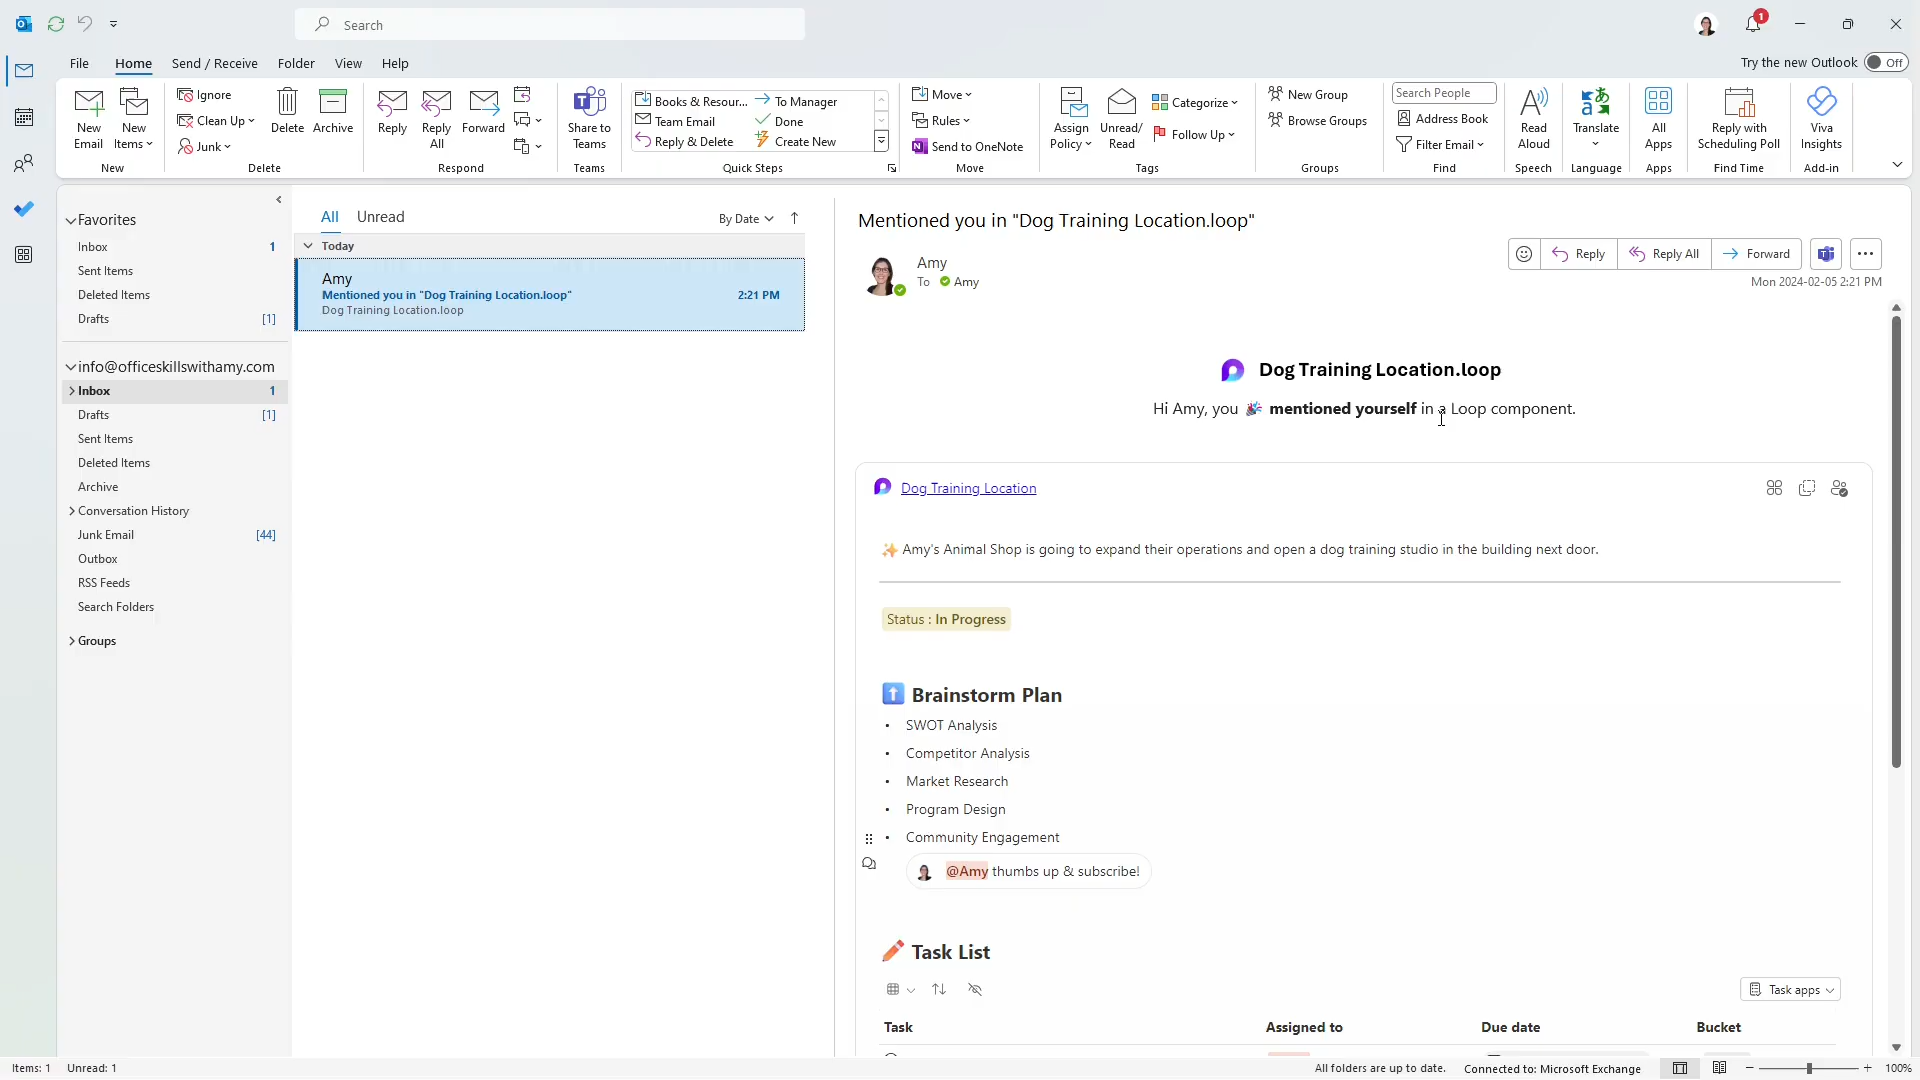 Search
1
File Home Send / Receive Folder View Help
Try the new Outlook Off
New Email
New Items
New
Ignore
Clean Up
Junk
Delete
Archive
Delete
Reply
Reply All
Forward
Respond
Share to Teams
Teams
Books & Resour... To Manager
Team Email Done
Reply & Delete Create New
Quick Steps
Move
Rules
Send to OneNote
Move
Assign Policy
Unread/ Read
Categorize
Follow Up
Tags
New Group
Browse Groups
Groups
Search People
Address Book
Filter Email
Find
Read Aloud
Speech
Translate
Language
All Apps
Apps
Reply with Scheduling Poll
Find Time
Viva Insights
Add-in
Favorites
Inbox 1
Sent Items
Deleted Items
Drafts [1]
info@officeskillswithamy.com
Inbox 1
Drafts [1]
Sent Items
Deleted Items
Archive
Conversation History
Junk Email [44]
Outbox
RSS Feeds
Search Folders
Groups
All Unread By Date
Today
Amy
Mentioned you in "Dog Training Location.loop" 2:21 PM
Dog Training Location.loop
Mentioned you in "Dog Training Location.loop"
Amy
To Amy
Reply Reply All Forward
Mon 2024-02-05 2:21 PM
Dog Training Location.loop
Hi Amy, you 🎉 mentioned yourself in a Loop component.
Dog Training Location
✨ Amy's Animal Shop is going to expand their operations and open a dog training studio in the building next door.
Status : In Progress
⬆️ Brainstorm Plan
• SWOT Analysis
• Competitor Analysis
• Market Research
• Program Design
• Community Engagement
@Amy thumbs up & subscribe!
Task List
Task apps
Task Assigned to Due date Bucket
Items: 1 Unread: 1 All folders are up to date. Connected to: Microsoft Exchange 100%